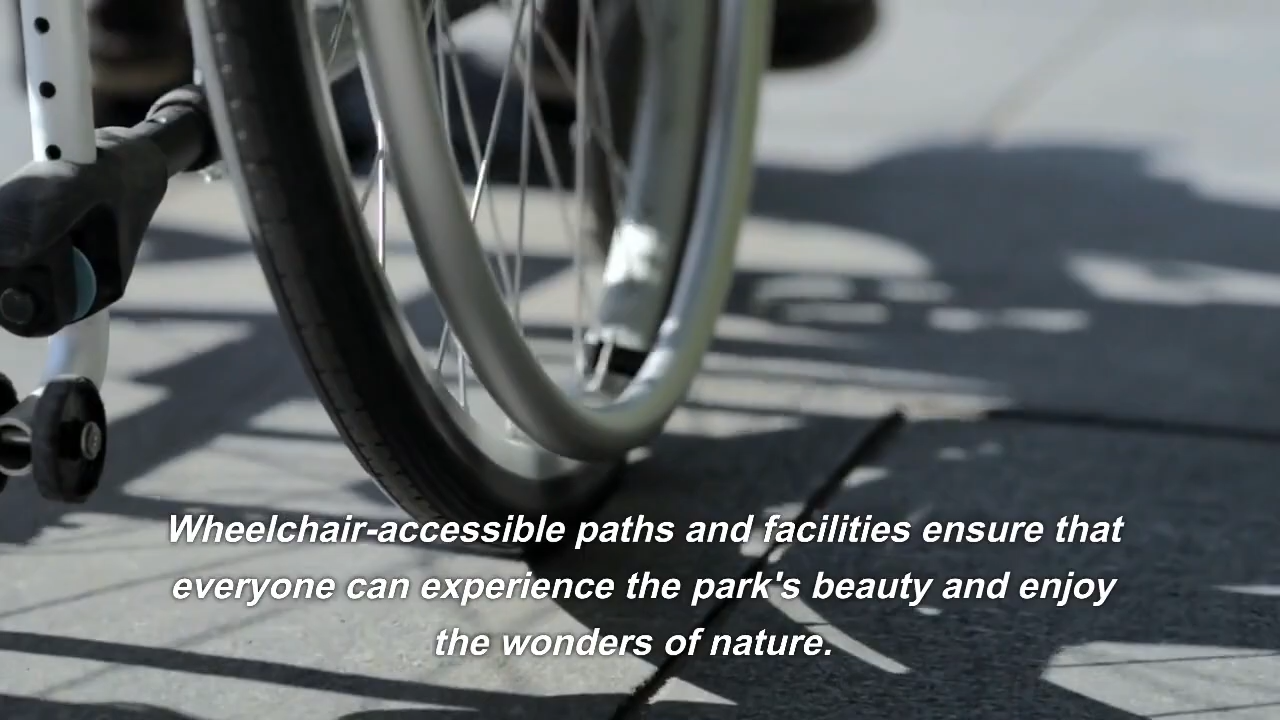 Wheelchair-accessible paths and facilities ensure that
everyone can experience the park's beauty and enjoy
the wonders of nature.